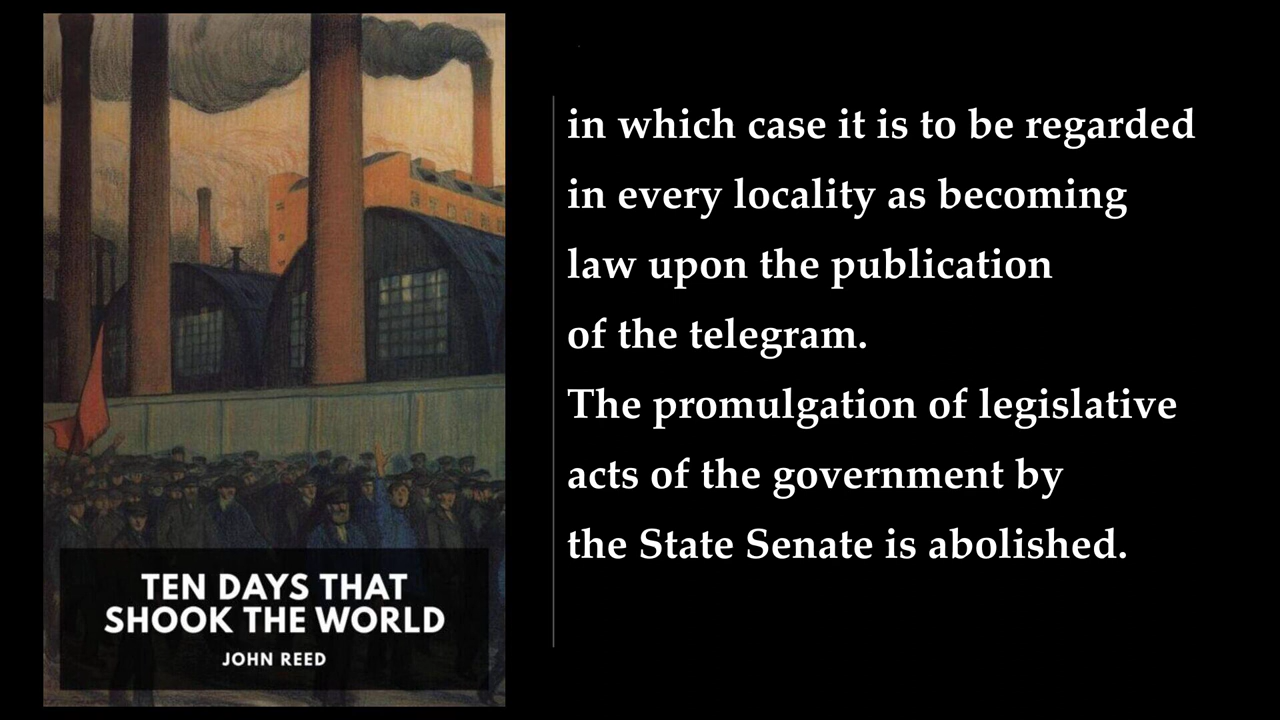 TEN DAYS THAT
SHOOK THE WORLD
JOHN REED
in which case it is to be regarded
in every locality as becoming
law upon the publication
of the telegram.
The promulgation of legislative
acts of the government by
the State Senate is abolished.